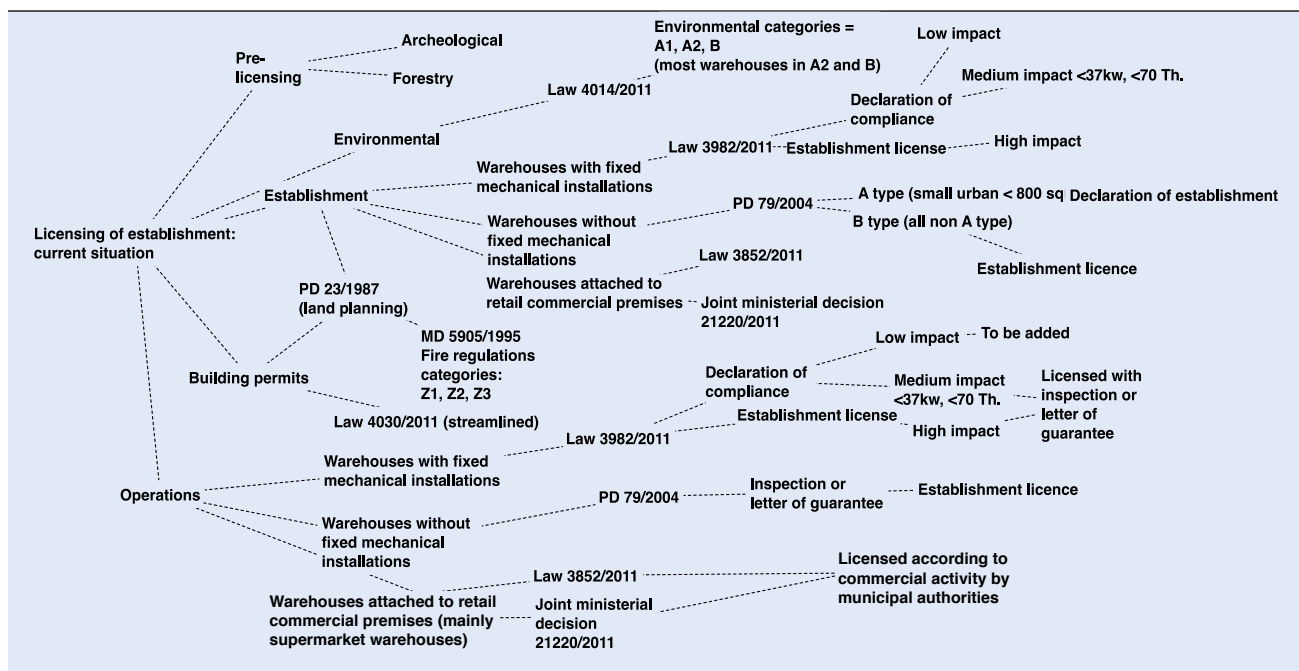 Pre-
licensing
Archeological
Forestry
Environmental categories =
A1, A2, B
(most warehouses in A2 and B)
Law 4014/2011
Environmental
Low impact
Medium impact <37kw, <70 Th.
Declaration of
compliance
Law 3982/2011
Establishment license
High impact
Warehouses with fixed
mechanical installations
Establishment
PD 79/2004
A type (small urban < 800 sq
Declaration of establishment
B type (all non A type)
Establishment licence
Warehouses without
fixed mechanical
installations
Licensing of establishment:
current situation
Law 3852/2011
Warehouses attached to
retail commercial premises
Joint ministerial decision
21220/2011
PD 23/1987
(land planning)
MD 5905/1995
Fire regulations
categories:
Z1, Z2, Z3
Building permits
Law 4030/2011 (streamlined)
Low impact
To be added
Declaration of
compliance
Medium impact
<37kw, <70 Th.
Licensed with
inspection or
letter of
guarantee
Law 3982/2011
Establishment license
High impact
Warehouses with fixed
mechanical installations
Operations
PD 79/2004
Inspection or
letter of guarantee
Establishment licence
Warehouses without
fixed mechanical
installations
Law 3852/2011
Licensed according to
commercial activity by
municipal authorities
Warehouses attached to retail
commercial premises (mainly
supermarket warehouses)
Joint ministerial
decision
21220/2011